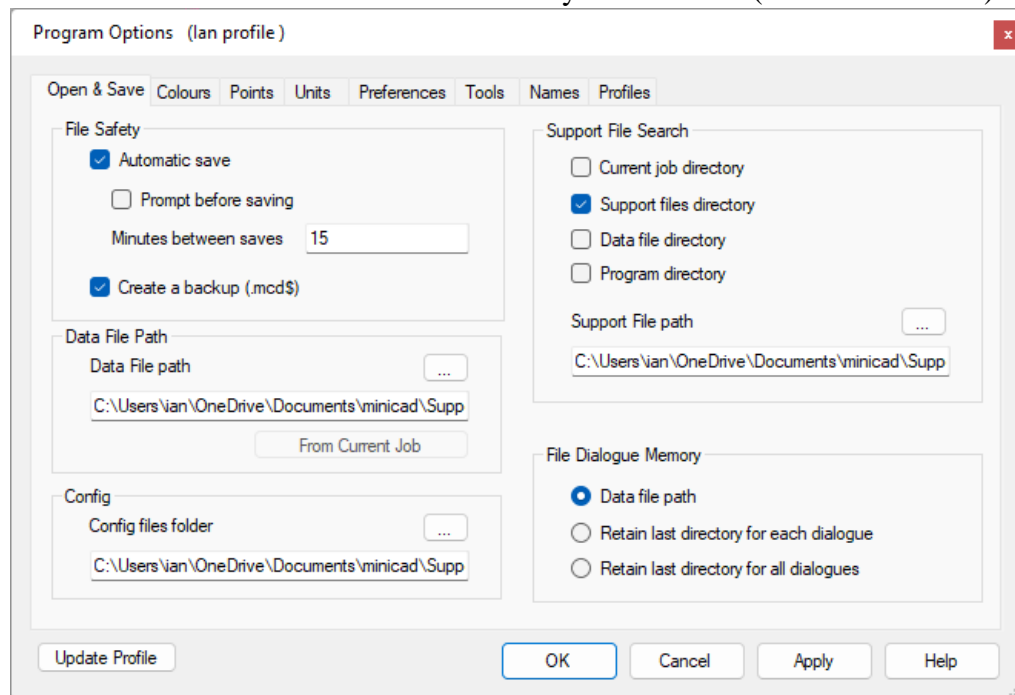 Program Options (Ian profile)
x
Open & Save Colours Points Units Preferences Tools Names Profiles
File Safety
Automatic save
Prompt before saving
Minutes between saves 15
Create a backup (.mcd$)
Data File Path
Data File path ...
C:\Users\ian\OneDrive\Documents\minicad\Supp
From Current Job
Config
Config files folder ...
C:\Users\ian\OneDrive\Documents\minicad\Supp
Support File Search
Current job directory
Support files directory
Data file directory
Program directory
Support File path ...
C:\Users\ian\OneDrive\Documents\minicad\Supp
File Dialogue Memory
Data file path
Retain last directory for each dialogue
Retain last directory for all dialogues
Update Profile OK Cancel Apply Help